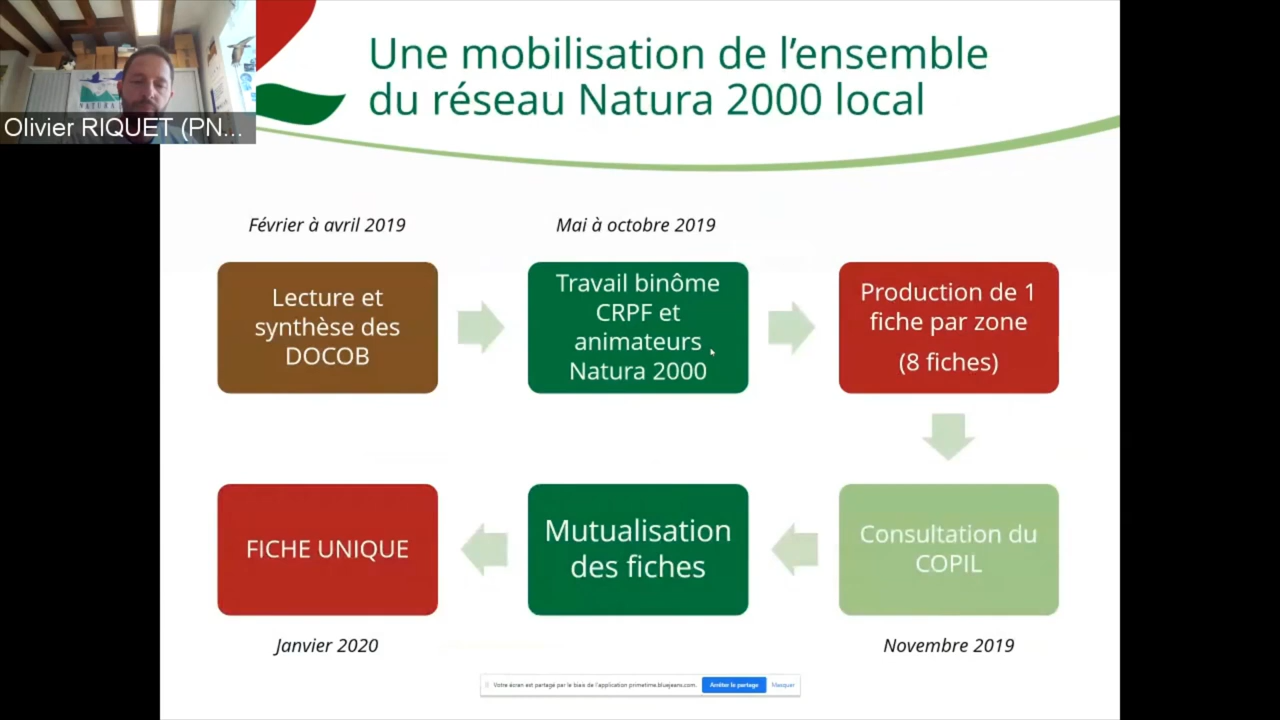 Une mobilisation de l'ensemble
du réseau Natura 2000 local
NATURA
Olivier RIQUET (PN...
Février à avril 2019
Mai à octobre 2019
Lecture et
synthèse des
DOCOB
Travail binôme
CRPF et
animateurs
Natura 2000
Production de 1
fiche par zone
(8 fiches)
FICHE UNIQUE
Mutualisation
des fiches
Consultation du
COPIL
Janvier 2020
Novembre 2019
Votre écran est partagé par le biais de l'application primetime.bluejeans.com.
Arrêter le partage
Masquer